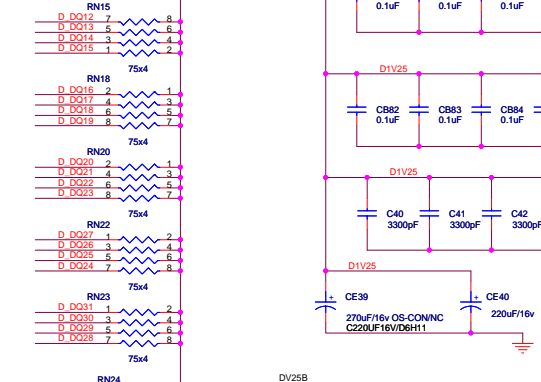 RN15
D_DQ12 7 8
D_DQ13 5 6
D_DQ14 3 4
D_DQ15 1 2
75x4
RN18
D_DQ16 2 1
D_DQ17 4 3
D_DQ18 6 5
D_DQ19 8 7
75x4
RN20
D_DQ20 2 1
D_DQ21 4 3
D_DQ22 6 5
D_DQ23 8 7
75x4
RN22
D_DQ27 1 2
D_DQ26 3 4
D_DQ25 5 6
D_DQ24 7 8
75x4
RN23
D_DQ31 1 2
D_DQ30 3 4
D_DQ29 5 6
D_DQ28 7 8
75x4
RN24
0.1uF 0.1uF 0.1uF
D1V25
CB82 CB83 CB84
0.1uF 0.1uF 0.1uF
D1V25
C40 C41 C42
3300pF 3300pF 3300pF
D1V25
CE39
270uF/16v OS-CON/NC
C220UF16V/D6H11
CE40
220uF/16v
DV25B